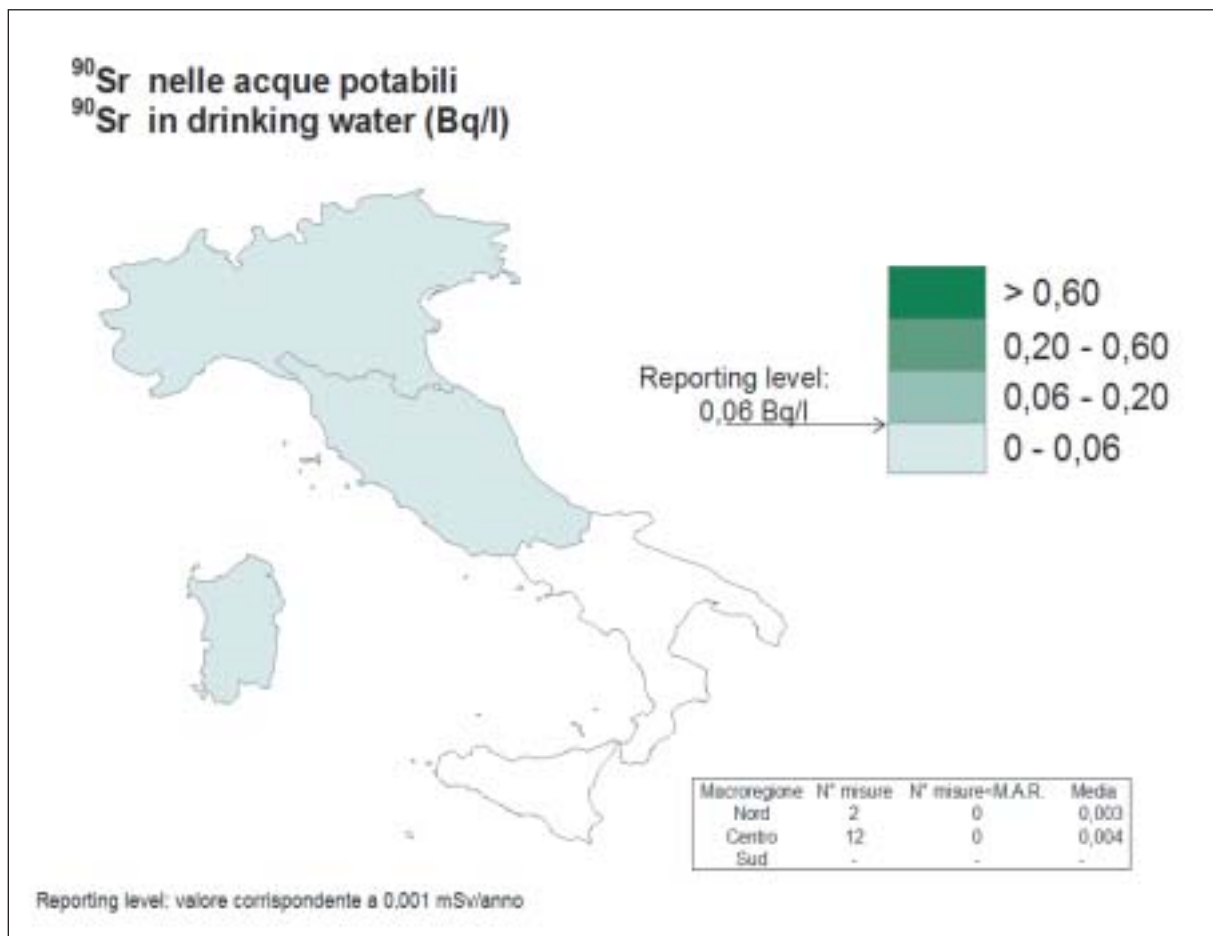 ⁹⁰Sr nelle acque potabili
⁹⁰Sr in drinking water (Bq/l)
> 0,60
0,20 - 0,60
0,06 - 0,20
0 - 0,06
Reporting level:
0,06 Bq/l
Macroregione N° misure N° misure<M.A.R. Media
Nord 2 0 0,003
Centro 12 0 0,004
Sud - - -
Reporting level: valore corrispondente a 0,001 mSv/anno